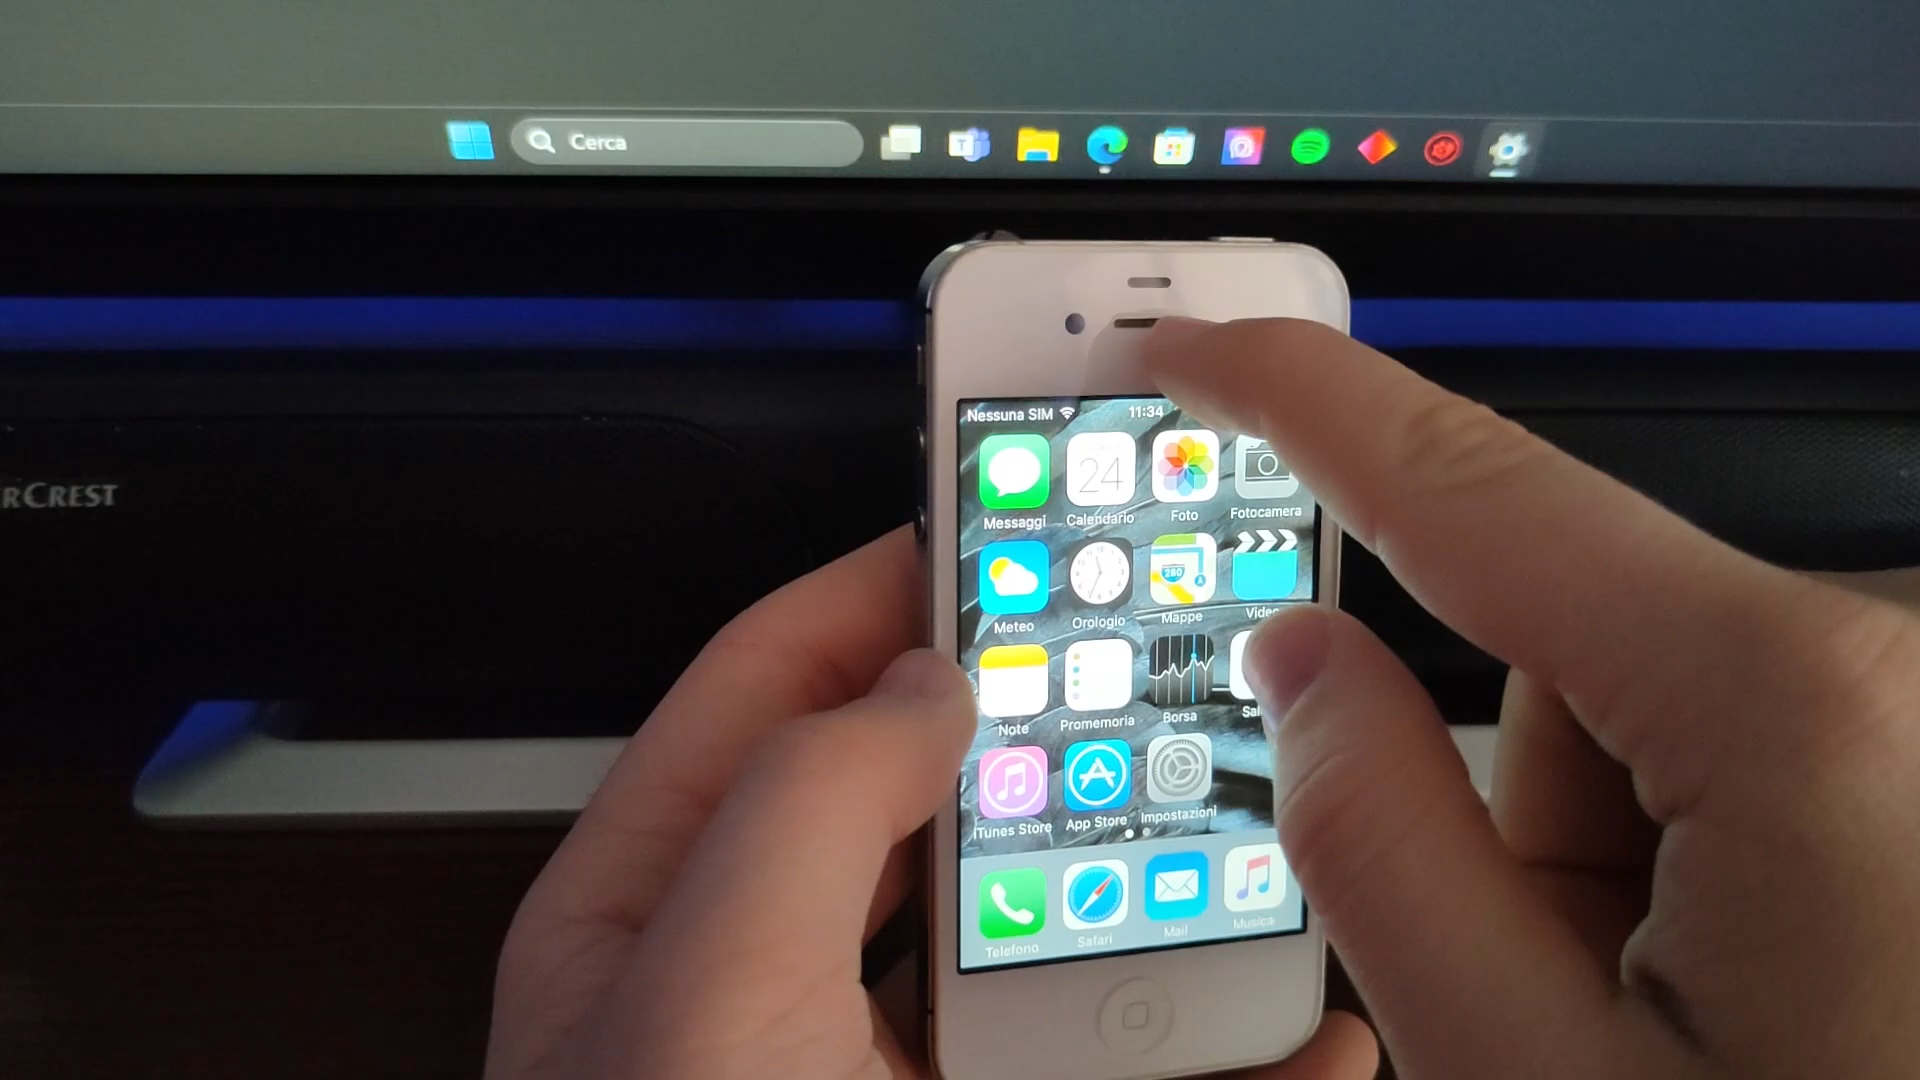 Cerca
RCREST
Nessuna SIM 11:34
24
Messaggi Calendario Foto Fotocamera
280
Meteo Orologio Mappe Video
Note Promemoria Borsa
iTunes Store App Store Impostazioni
Telefono Safari Mail Musica